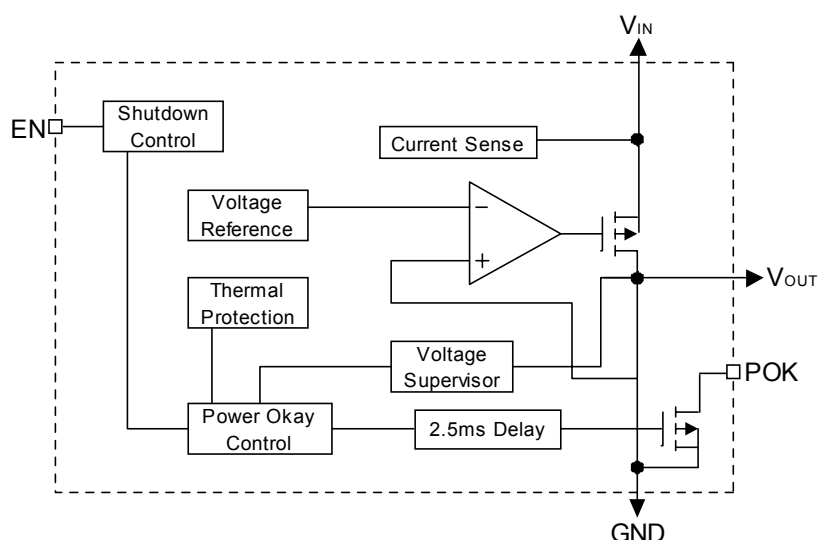 VIN
EN
Shutdown
Control
Current Sense
Voltage
Reference
−
+
VOUT
Thermal
Protection
Voltage
Supervisor
POK
Power Okay
Control
2.5ms Delay
GND